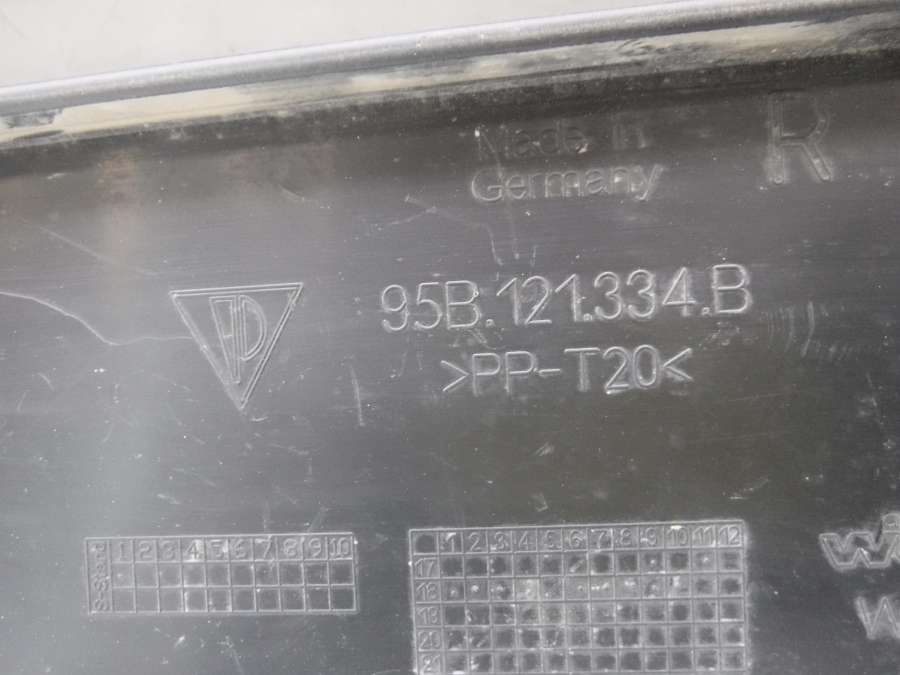 Made in
Germany
R
95B.121.334.B
>PP-T20<
1 2 3 4 5 6 7 8 9 10
1 2 3 4 5 6 7 8 9 10 11 12
17
18
19
20
21